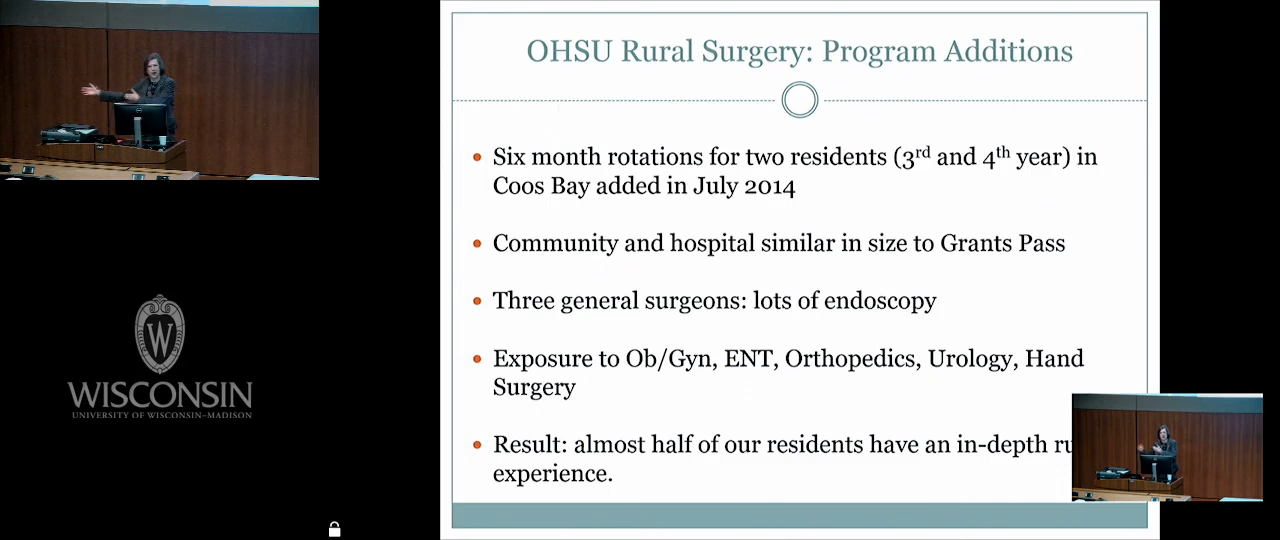 OHSU Rural Surgery: Program Additions
Six month rotations for two residents (3rd and 4th year) in
Coos Bay added in July 2014
Community and hospital similar in size to Grants Pass
Three general surgeons: lots of endoscopy
Exposure to Ob/Gyn, ENT, Orthopedics, Urology, Hand
Surgery
Result: almost half of our residents have an in-depth
experience.
W
WISCONSIN
UNIVERSITY OF WISCONSIN–MADISON